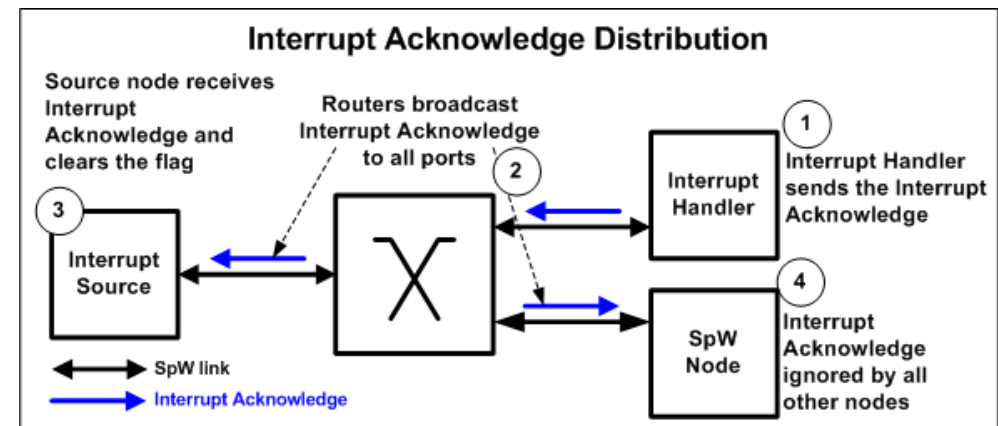 Interrupt Acknowledge Distribution
Source node receives
Interrupt
Acknowledge and
clears the flag
Routers broadcast
Interrupt Acknowledge
to all ports
1
Interrupt Handler
sends the Interrupt
Acknowledge
2
Interrupt
Handler
3
Interrupt
Source
4
Interrupt
Acknowledge
ignored by all
other nodes
SpW
Node
SpW link
Interrupt Acknowledge